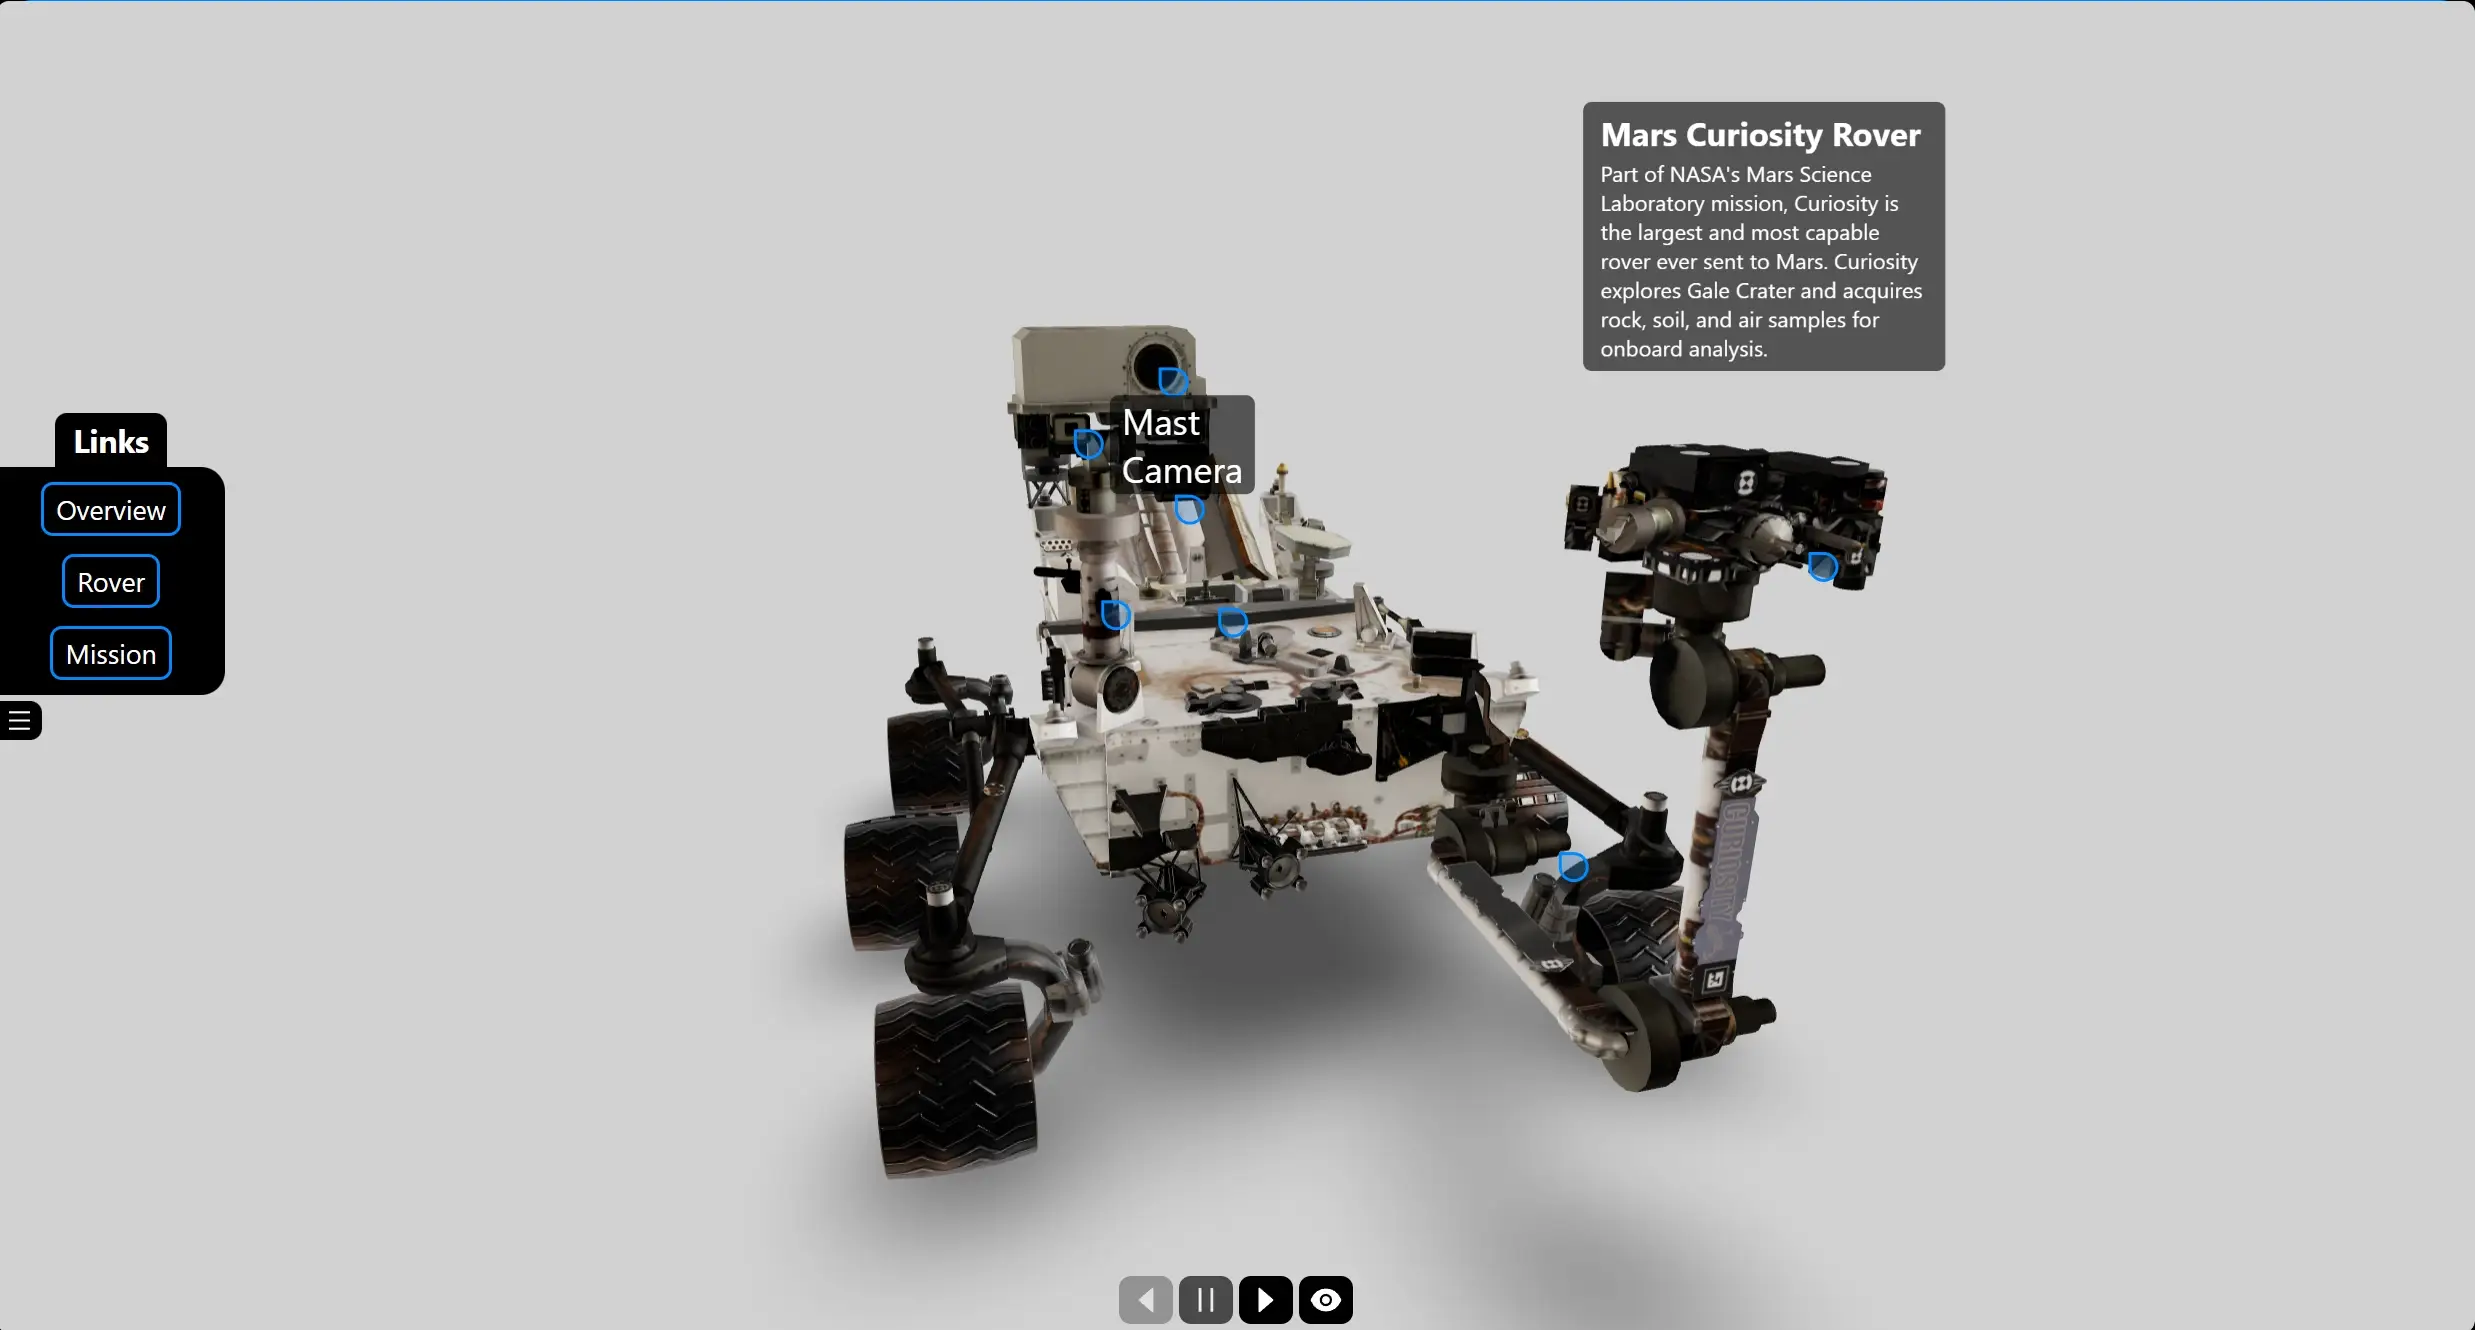 Mars Curiosity Rover
Part of NASA's Mars Science
Laboratory mission, Curiosity is
the largest and most capable
rover ever sent to Mars. Curiosity
explores Gale Crater and acquires
rock, soil, and air samples for
onboard analysis.
Mast
Camera
Links
Overview
Rover
Mission
CURIOSITY